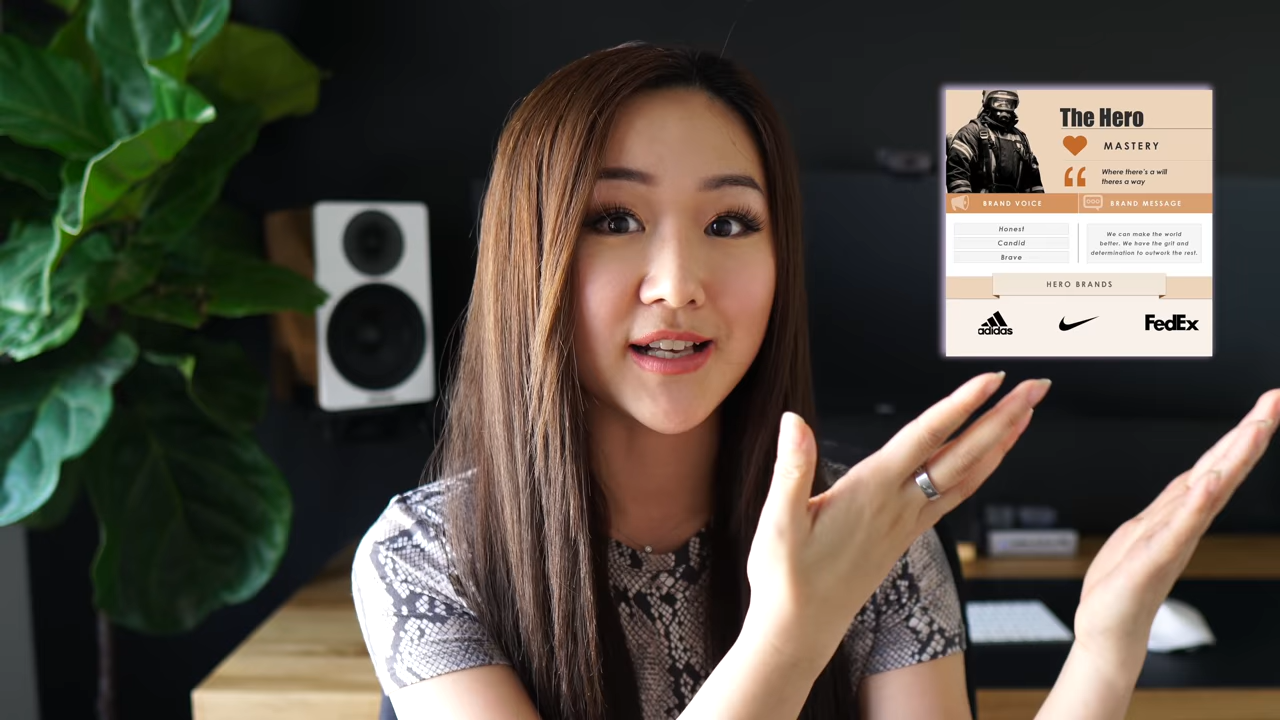 The Hero
MASTERY
Where there's a will
theres a way
BRAND VOICE
BRAND MESSAGE
Honest
Candid
Brave
We can make the world
better. We have the grit and
determination to outwork the rest.
HERO BRANDS
adidas
FedEx